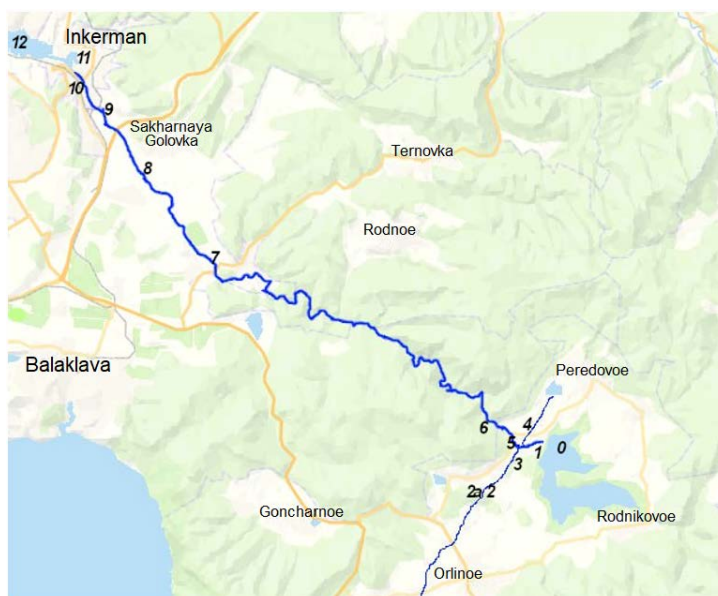 12
Inkerman
11
10
9
Sakharnaya
Golovka
8
Ternovka
Rodnoe
7
Balaklava
Peredovoe
6
4
5
1
0
3
2a
2
Goncharnoe
Rodnikovoe
Orlinoe